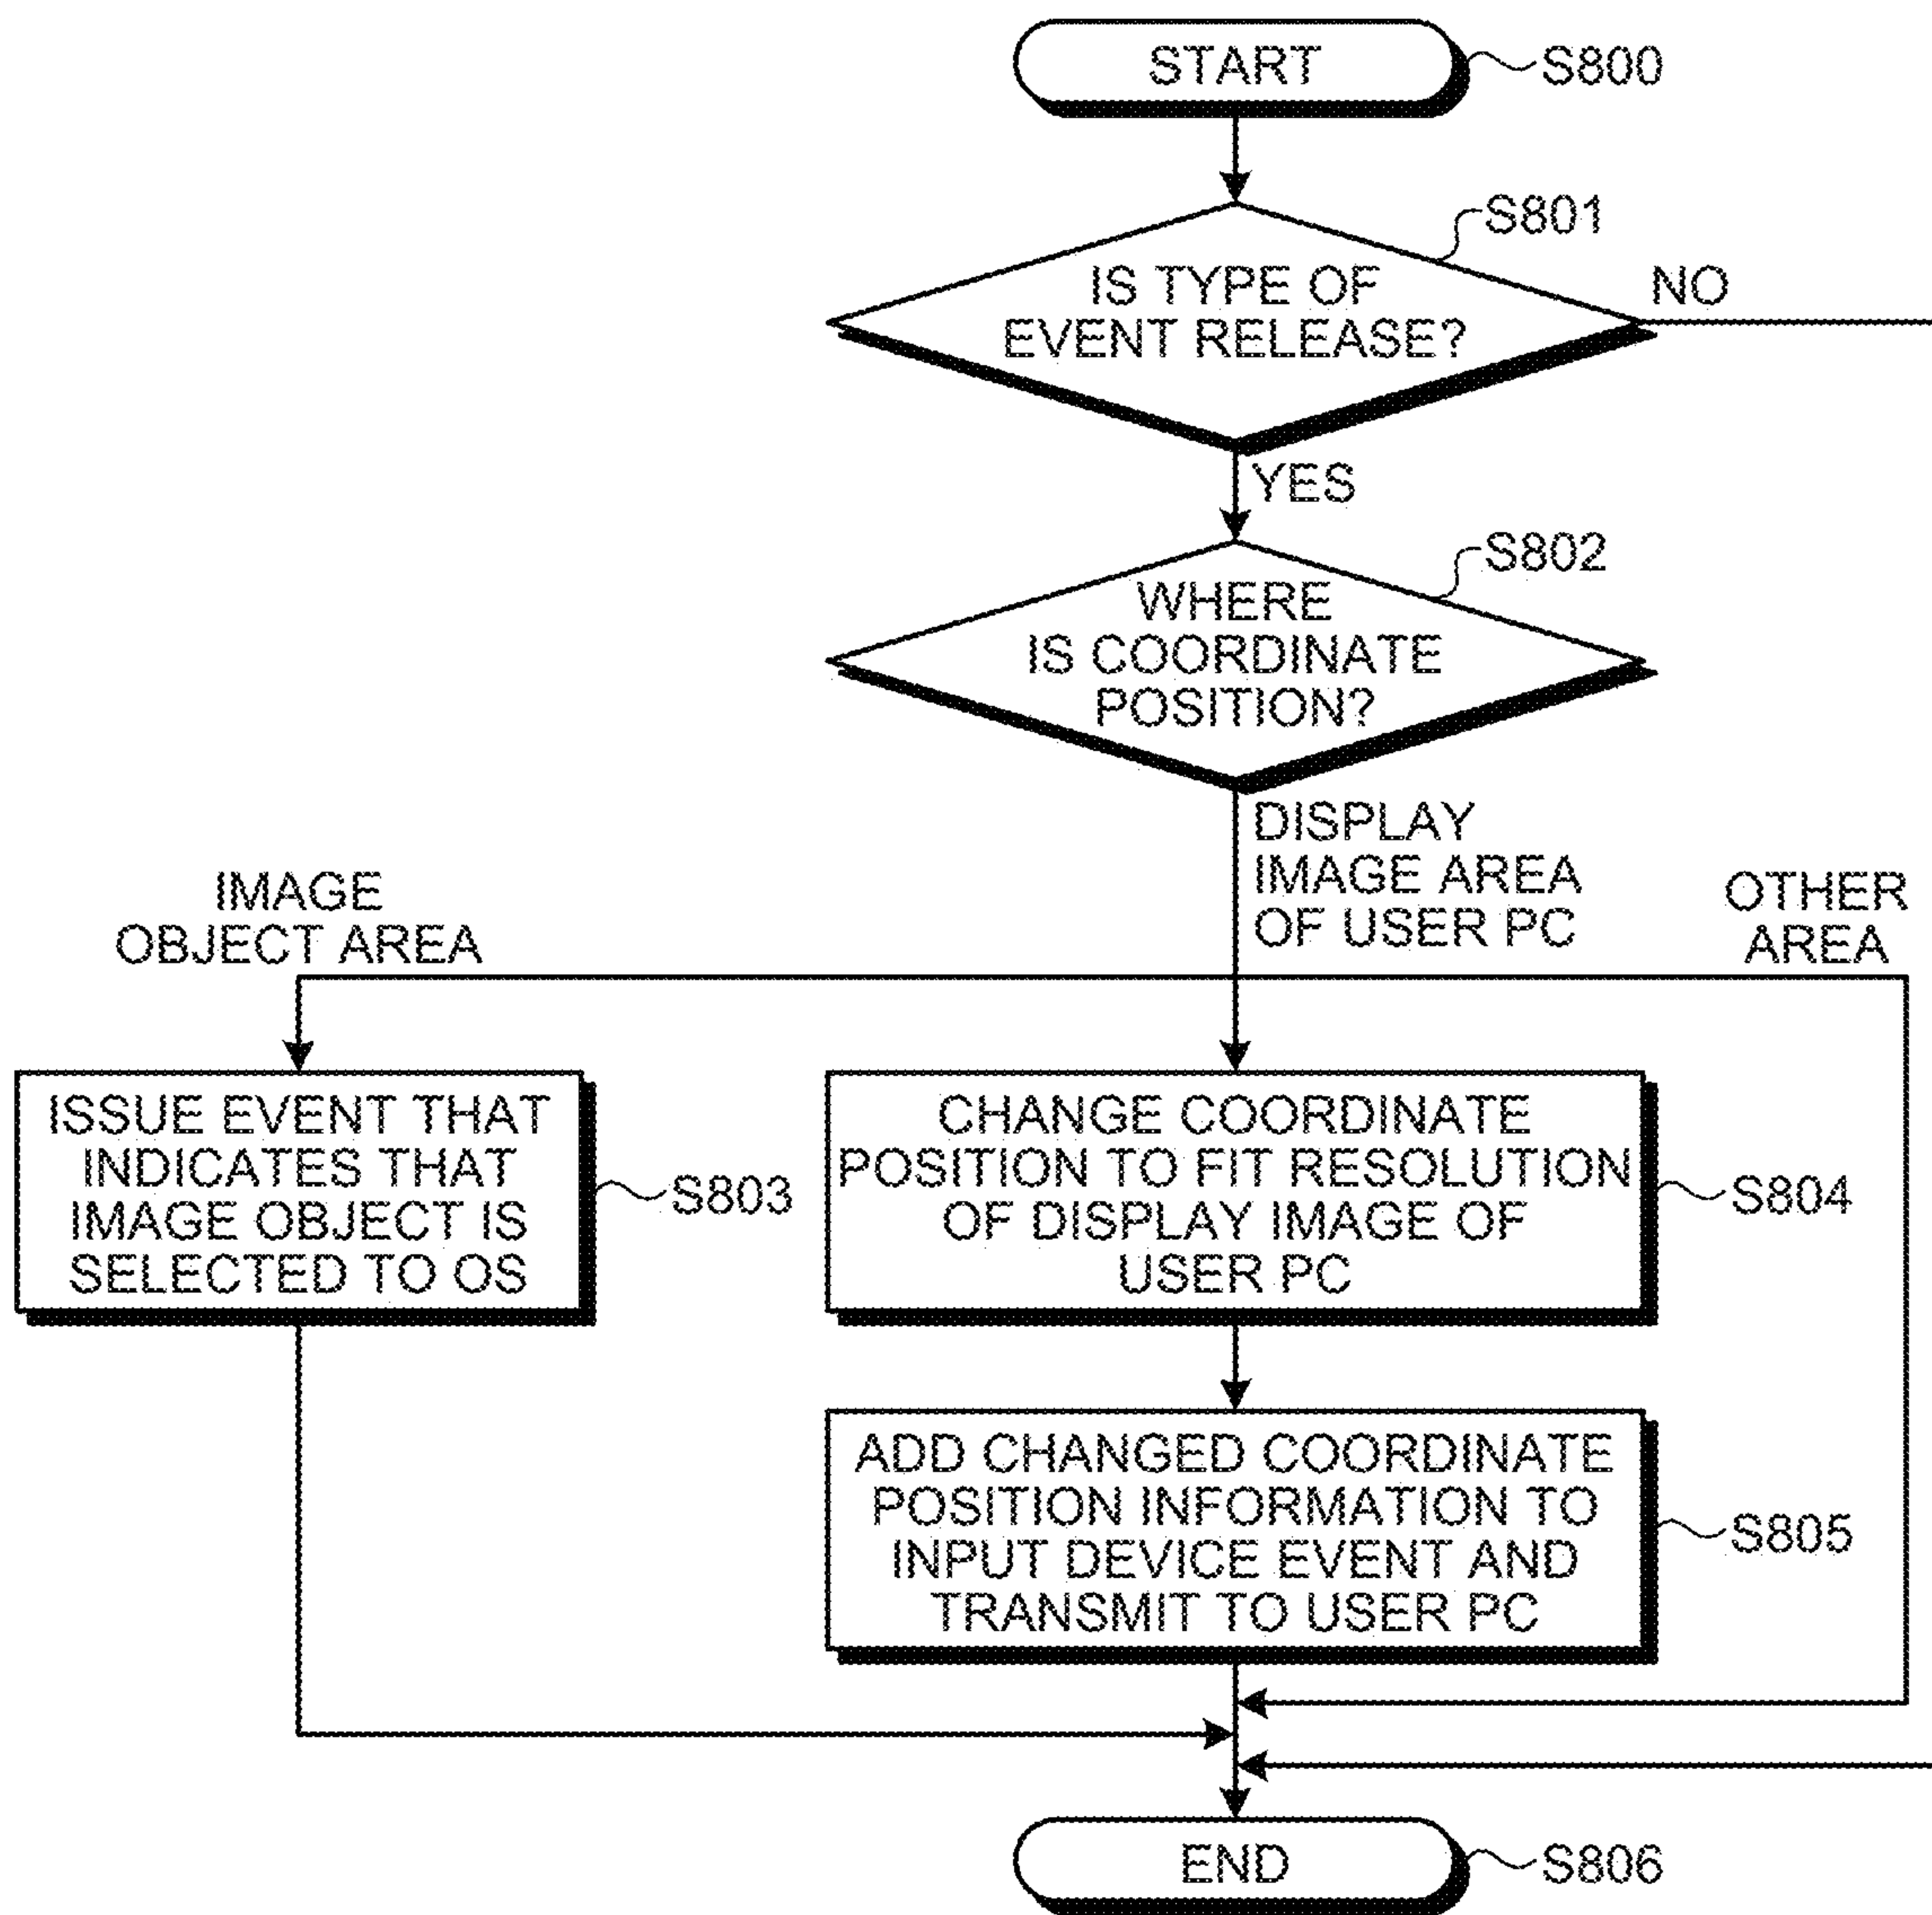 START
S800
S801
IS TYPE OF
EVENT RELEASE?
NO
YES
S802
WHERE
IS COORDINATE
POSITION?
DISPLAY
IMAGE AREA
OF USER PC
IMAGE
OBJECT AREA
OTHER
AREA
ISSUE EVENT THAT
INDICATES THAT
IMAGE OBJECT IS
SELECTED TO OS
S803
CHANGE COORDINATE
POSITION TO FIT RESOLUTION
OF DISPLAY IMAGE OF
USER PC
S804
ADD CHANGED COORDINATE
POSITION INFORMATION TO
INPUT DEVICE EVENT AND
TRANSMIT TO USER PC
S805
END
S806